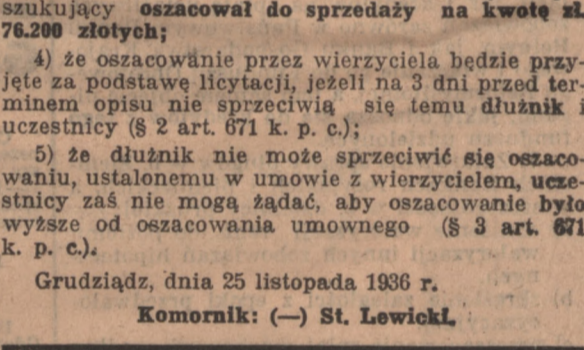 szukujący oszacował do sprzedaży na kwotę zł.
76.200 złotych;
4) że oszacowanie przez wierzyciela będzie przy-
jęte za podstawę licytacji, jeżeli na 3 dni przed ter-
minem opisu nie sprzeciwią się temu dłużnik i
uczestnicy (§ 2 art. 671 k. p. c.);
5) że dłużnik nie może sprzeciwić się oszaco-
waniu, ustalonemu w umowie z wierzycielem, ucze-
stnicy zaś nie mogą żądać, aby oszacowanie było
wyższe od oszacowania umownego (§ 3 art. 671
k. p. c.).
Grudziądz, dnia 25 listopada 1936 r.
Komornik: (—) St. Lewicki.